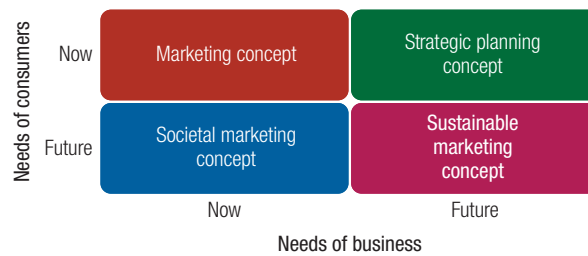 Needs of consumers
Now
Marketing concept
Strategic planning
concept
Future
Societal marketing
concept
Sustainable
marketing
concept
Now
Future
Needs of business